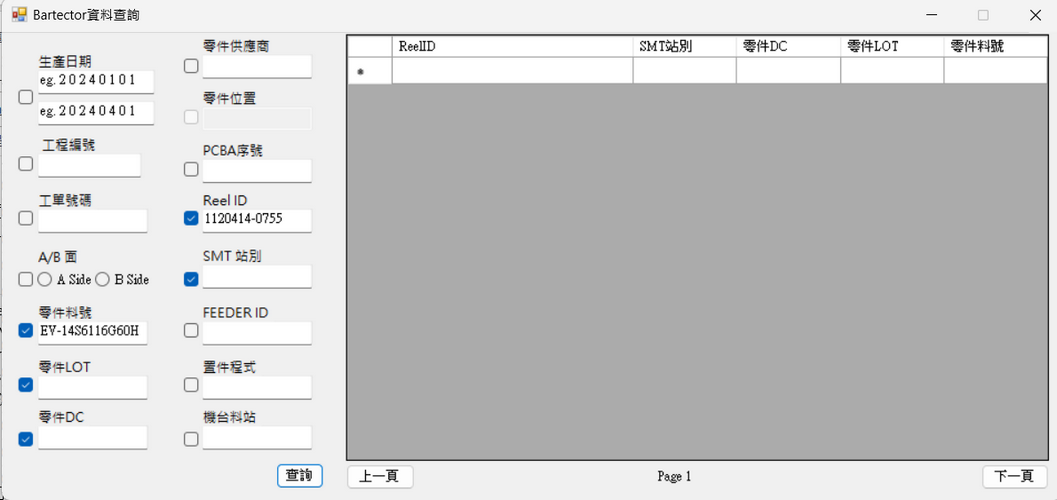 Bartector資料查詢
生產日期
eg.20240101
eg.20240401
工程編號
工單號碼
A/B 面
A Side B Side
零件料號
EV-14S6116G60H
零件LOT
零件DC
零件供應商
零件位置
PCBA序號
Reel ID
1120414-0755
SMT 站別
FEEDER ID
置件程式
機台料站
查詢
ReelID SMT站別 零件DC 零件LOT 零件料號
上一頁 Page 1 下一頁